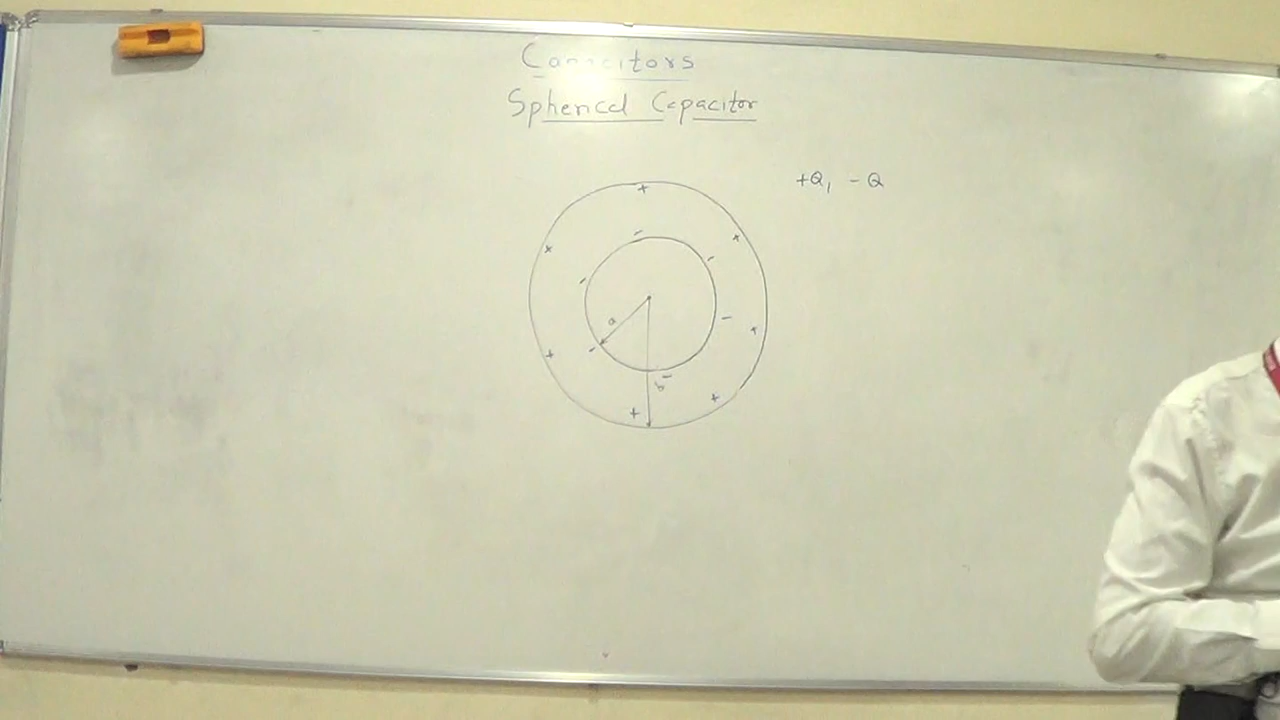 Capacitors
Spherical Capacitor
+Q, - Q
a
b